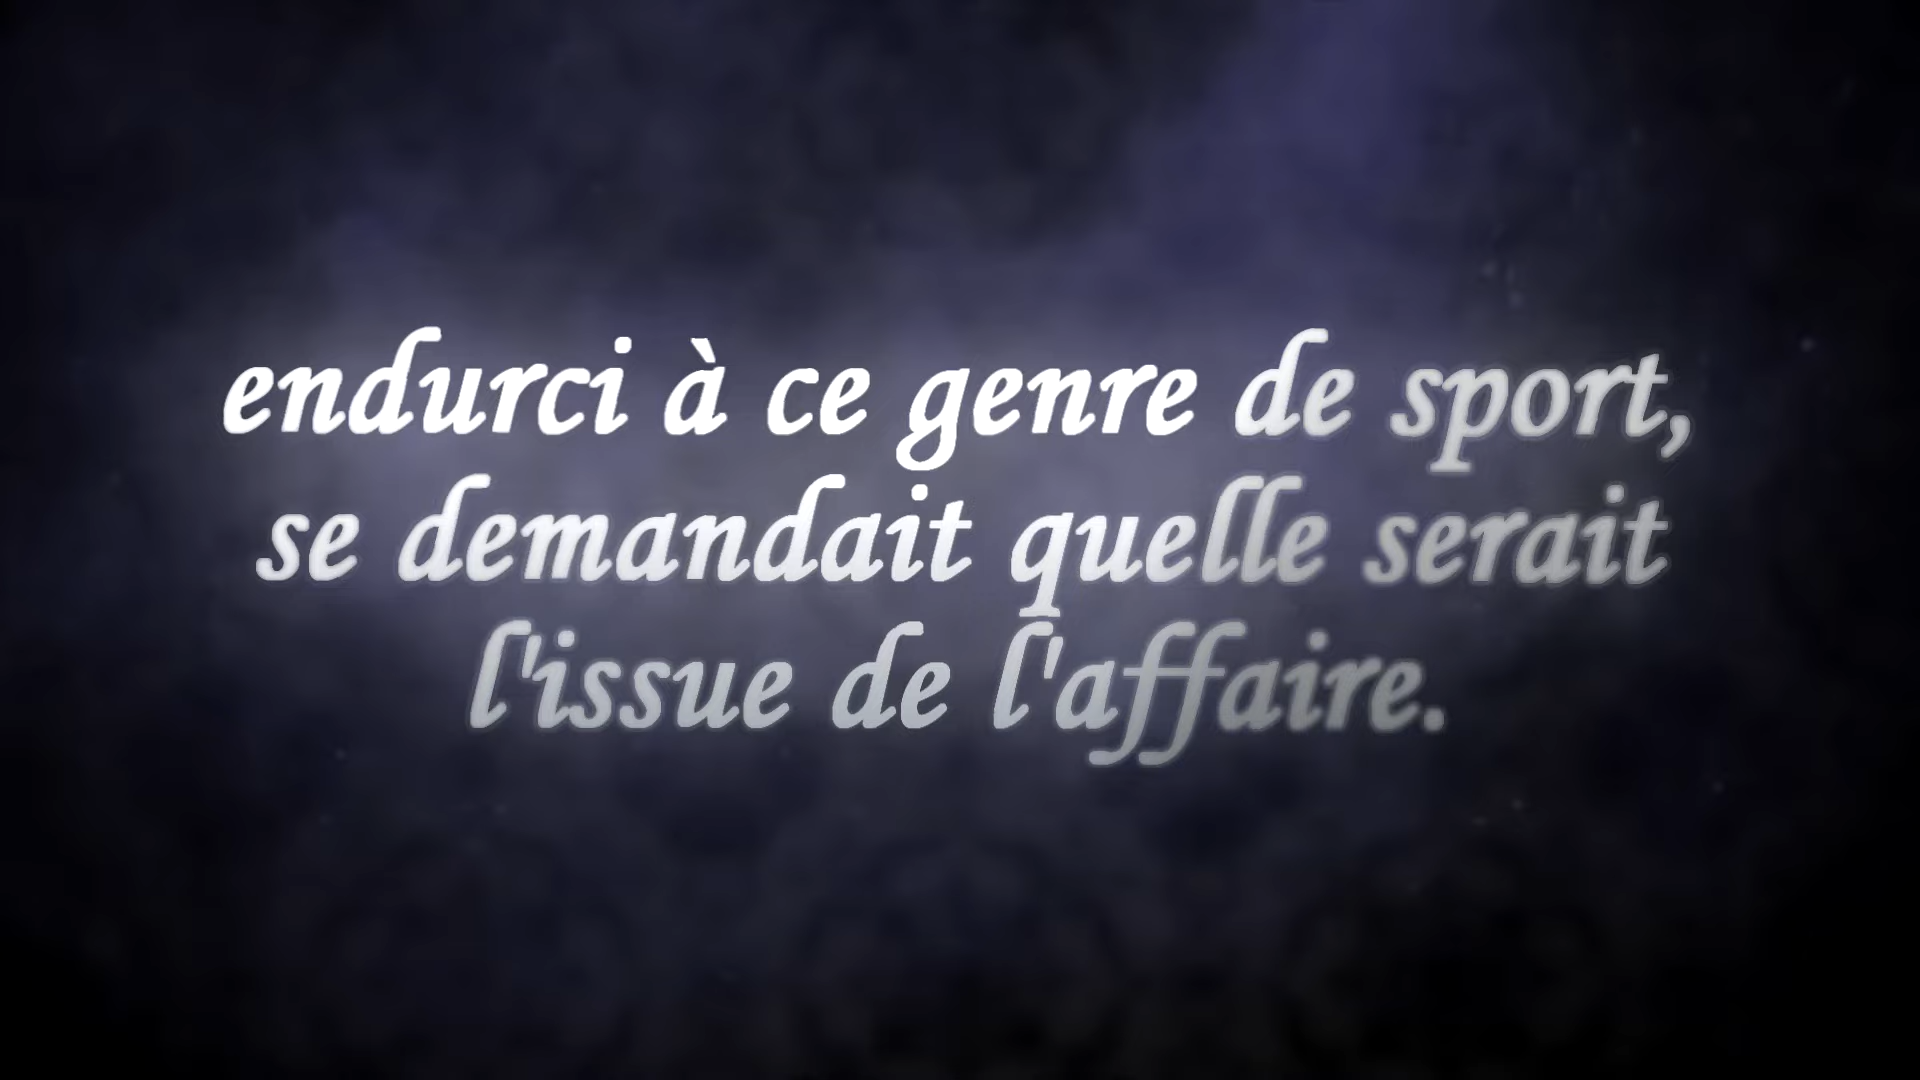 endurci à ce genre de sport,
se demandait quelle serait
l'issue de l'affaire.